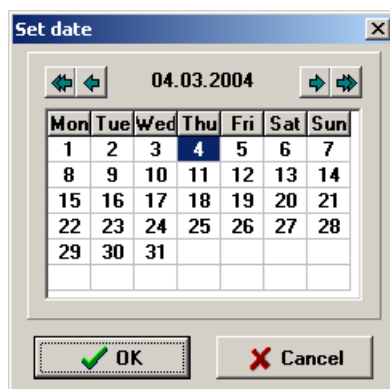 Set date
04.03.2004
Mon Tue Wed Thu Fri Sat Sun
1 2 3 4 5 6 7
8 9 10 11 12 13 14
15 16 17 18 19 20 21
22 23 24 25 26 27 28
29 30 31
OK Cancel